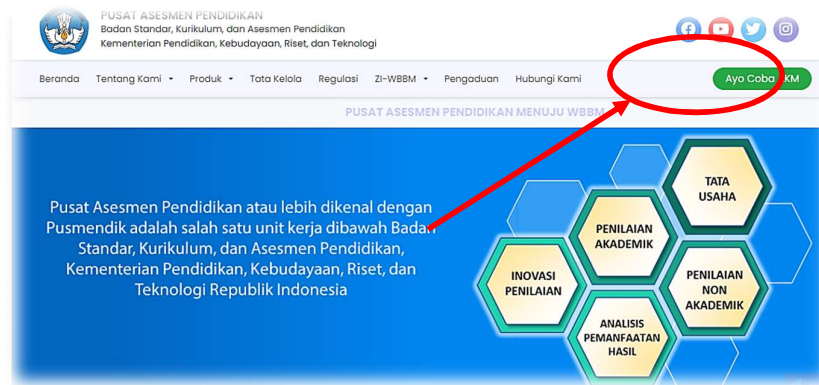 PUSAT ASESMEN PENDIDIKAN
Badan Standar, Kurikulum, dan Asesmen Pendidikan
Kementerian Pendidikan, Kebudayaan, Riset, dan Teknologi
Beranda Tentang Kami Produk Tata Kelola Regulasi ZI-WBBM Pengaduan Hubungi Kami Ayo Coba KM
PUSAT ASESMEN PENDIDIKAN MENUJU WBBM
Pusat Asesmen Pendidikan atau lebih dikenal dengan
Pusmendik adalah salah satu unit kerja dibawah Badan
Standar, Kurikulum, dan Asesmen Pendidikan,
Kementerian Pendidikan, Kebudayaan, Riset, dan
Teknologi Republik Indonesia
TATA
USAHA
PENILAIAN
AKADEMIK
INOVASI
PENILAIAN
PENILAIAN
NON
AKADEMIK
ANALISIS
PEMANFAATAN
HASIL